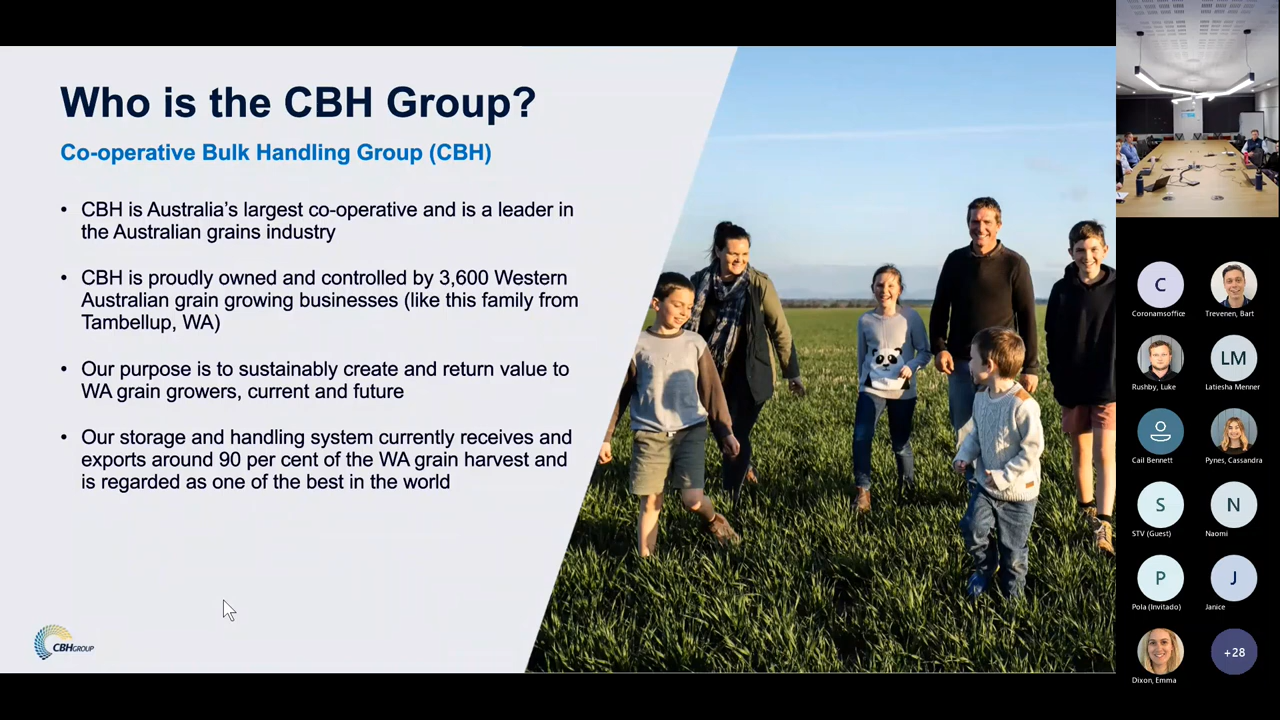 Who is the CBH Group?
Co-operative Bulk Handling Group (CBH)
• CBH is Australia’s largest co-operative and is a leader in
the Australian grains industry
• CBH is proudly owned and controlled by 3,600 Western
Australian grain growing businesses (like this family from
Tambellup, WA)
• Our purpose is to sustainably create and return value to
WA grain growers, current and future
• Our storage and handling system currently receives and
exports around 90 per cent of the WA grain harvest and
is regarded as one of the best in the world
CBHGROUP
C
Coronamsoffice
Trevenen, Bart
Rushby, Luke
LM
Latiesha Menner
Cail Bennett
Pynes, Cassandra
S
STV (Guest)
N
Naomi
P
Pola (Invitado)
J
Janice
Dixon, Emma
+28